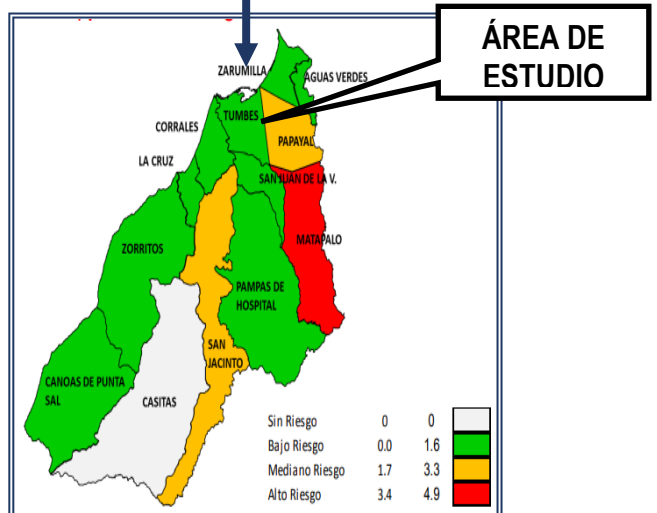 ÁREA DE
ESTUDIO
ZARUMILLA
AGUAS VERDES
TUMBES
CORRALES
PAPAYAL
LA CRUZ
SAN JUAN DE LA V.
ZORRITOS
MATAPALO
PAMPAS DE
HOSPITAL
SAN
JACINTO
CANOAS DE PUNTA
SAL
CASITAS
Sin Riesgo 0 0
Bajo Riesgo 0.0 1.6
Mediano Riesgo 1.7 3.3
Alto Riesgo 3.4 4.9